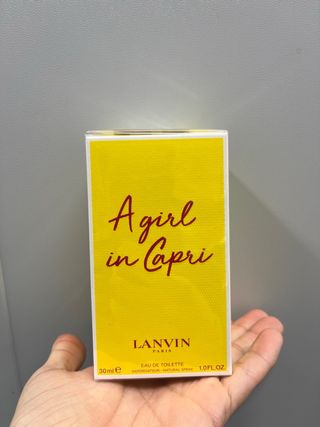 A girl
in Capri
LANVIN
PARIS
EAU DE TOILETTE
30ml℮ VAPORISATEUR - NATURAL SPRAY 1.0FL.OZ